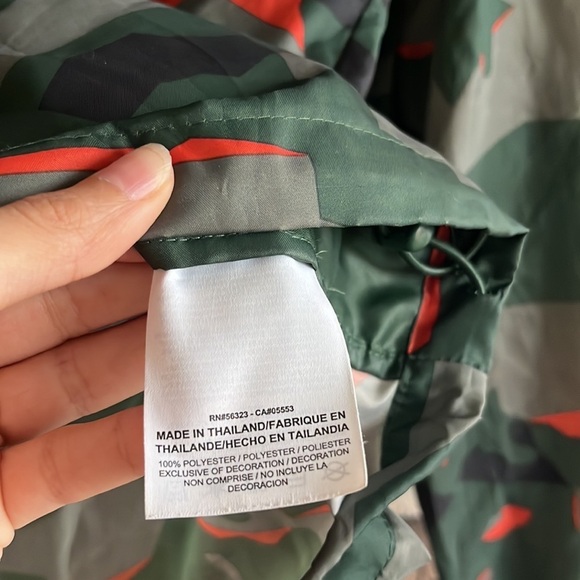 RN#56323 - CA#05553
MADE IN THAILAND/FABRIQUE EN
THAILANDE/HECHO EN TAILANDIA
100% POLYESTER / POLYESTER / POLIESTER
EXCLUSIVE OF DECORATION / DECORATION
NON COMPRISE / NO INCLUYE LA
DECORACION